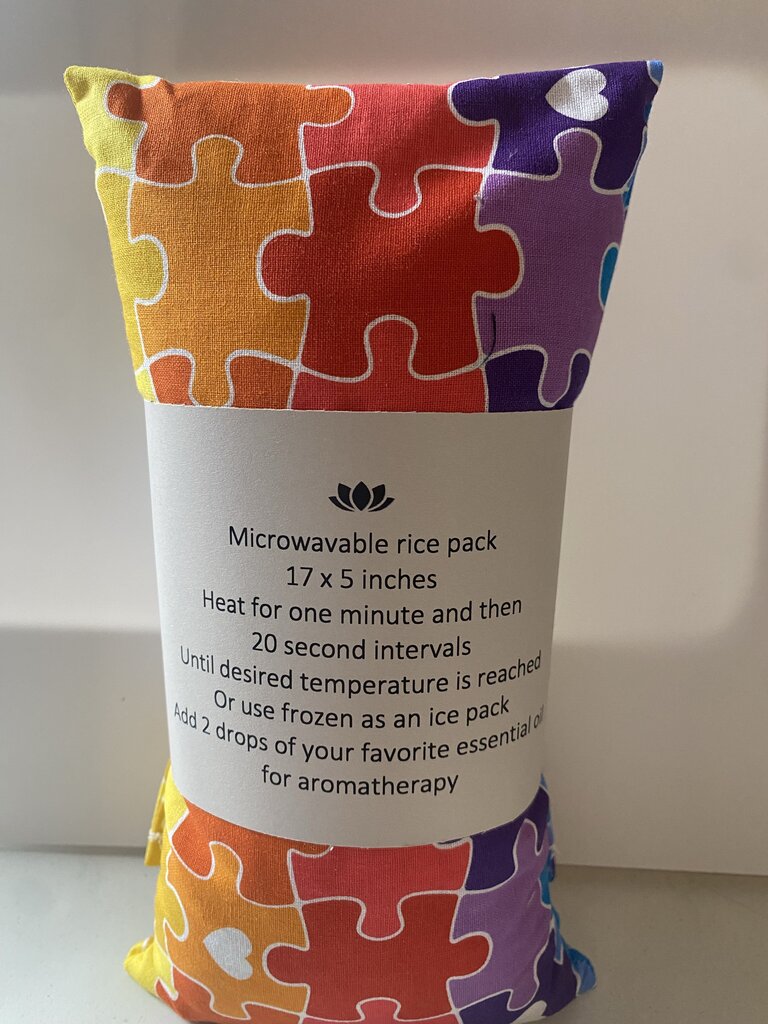 Microwavable rice pack
17 x 5 inches
Heat for one minute and then
20 second intervals
Until desired temperature is reached
Or use frozen as an ice pack
Add 2 drops of your favorite essential oil
for aromatherapy